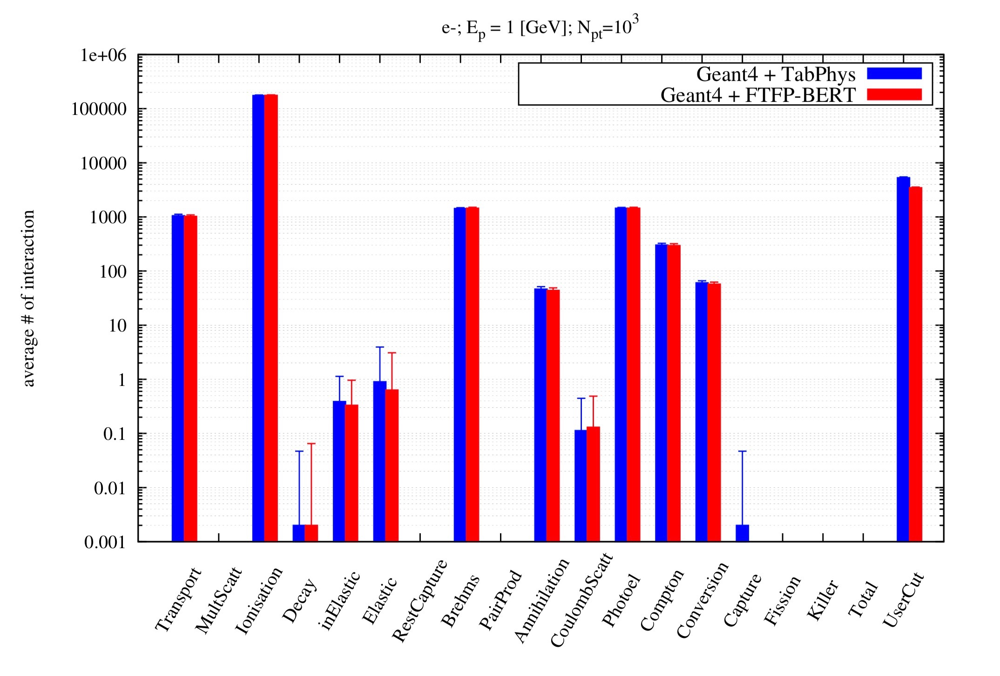 e-; Ep = 1 [GeV]; Npt=10^3
Geant4 + TabPhys
Geant4 + FTFP-BERT
average # of interaction
1e+06
100000
10000
1000
100
10
1
0.1
0.01
0.001
Transport
MultScatt
Ionisation
Decay
inElastic
Elastic
RestCapture
Brehms
PairProd
Annihilation
CoulombScatt
Photoel
Compton
Conversion
Capture
Fission
Killer
Total
UserCut